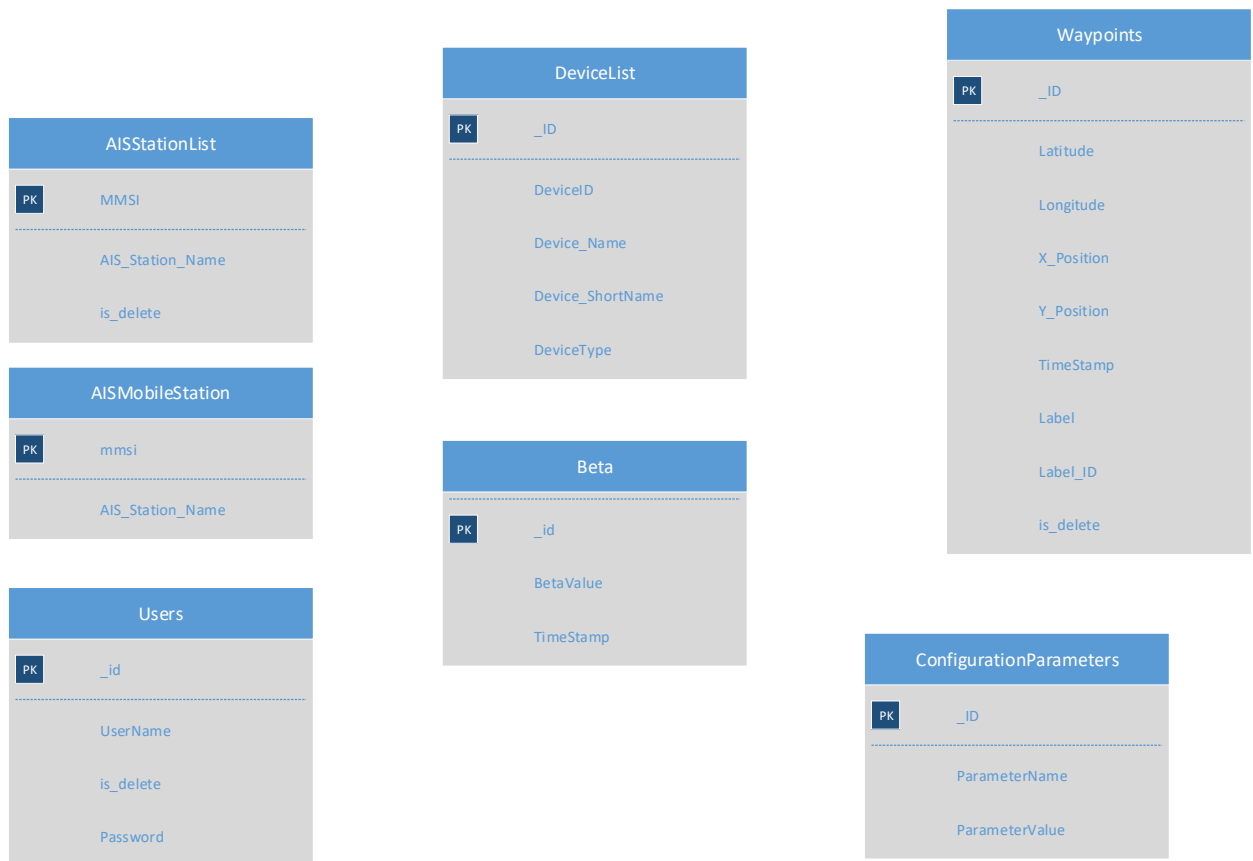 AISStationList
PK MMSI
AIS_Station_Name
is_delete
AISMobileStation
PK mmsi
AIS_Station_Name
Users
PK _id
UserName
is_delete
Password
DeviceList
PK _ID
DeviceID
Device_Name
Device_ShortName
DeviceType
Beta
PK _id
BetaValue
TimeStamp
Waypoints
PK _ID
Latitude
Longitude
X_Position
Y_Position
TimeStamp
Label
Label_ID
is_delete
ConfigurationParameters
PK _ID
ParameterName
ParameterValue